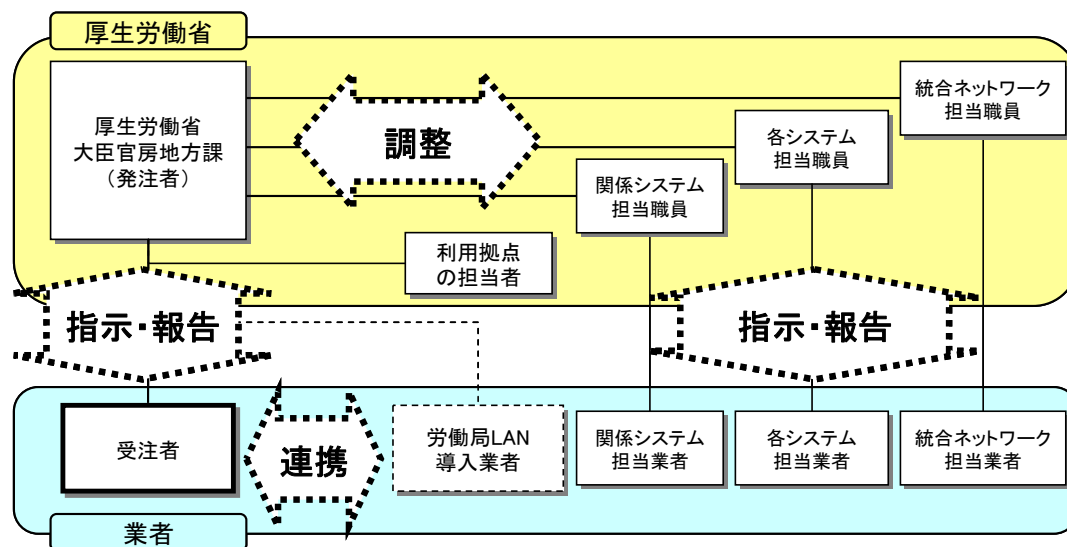 厚生労働省
厚生労働省
大臣官房地方課
（発注者）
調整
統合ネットワーク
担当職員
各システム
担当職員
関係システム
担当職員
利用拠点
の担当者
指示・報告
指示・報告
受注者
連携
労働局LAN
導入業者
関係システム
担当業者
各システム
担当業者
統合ネットワーク
担当業者
業者